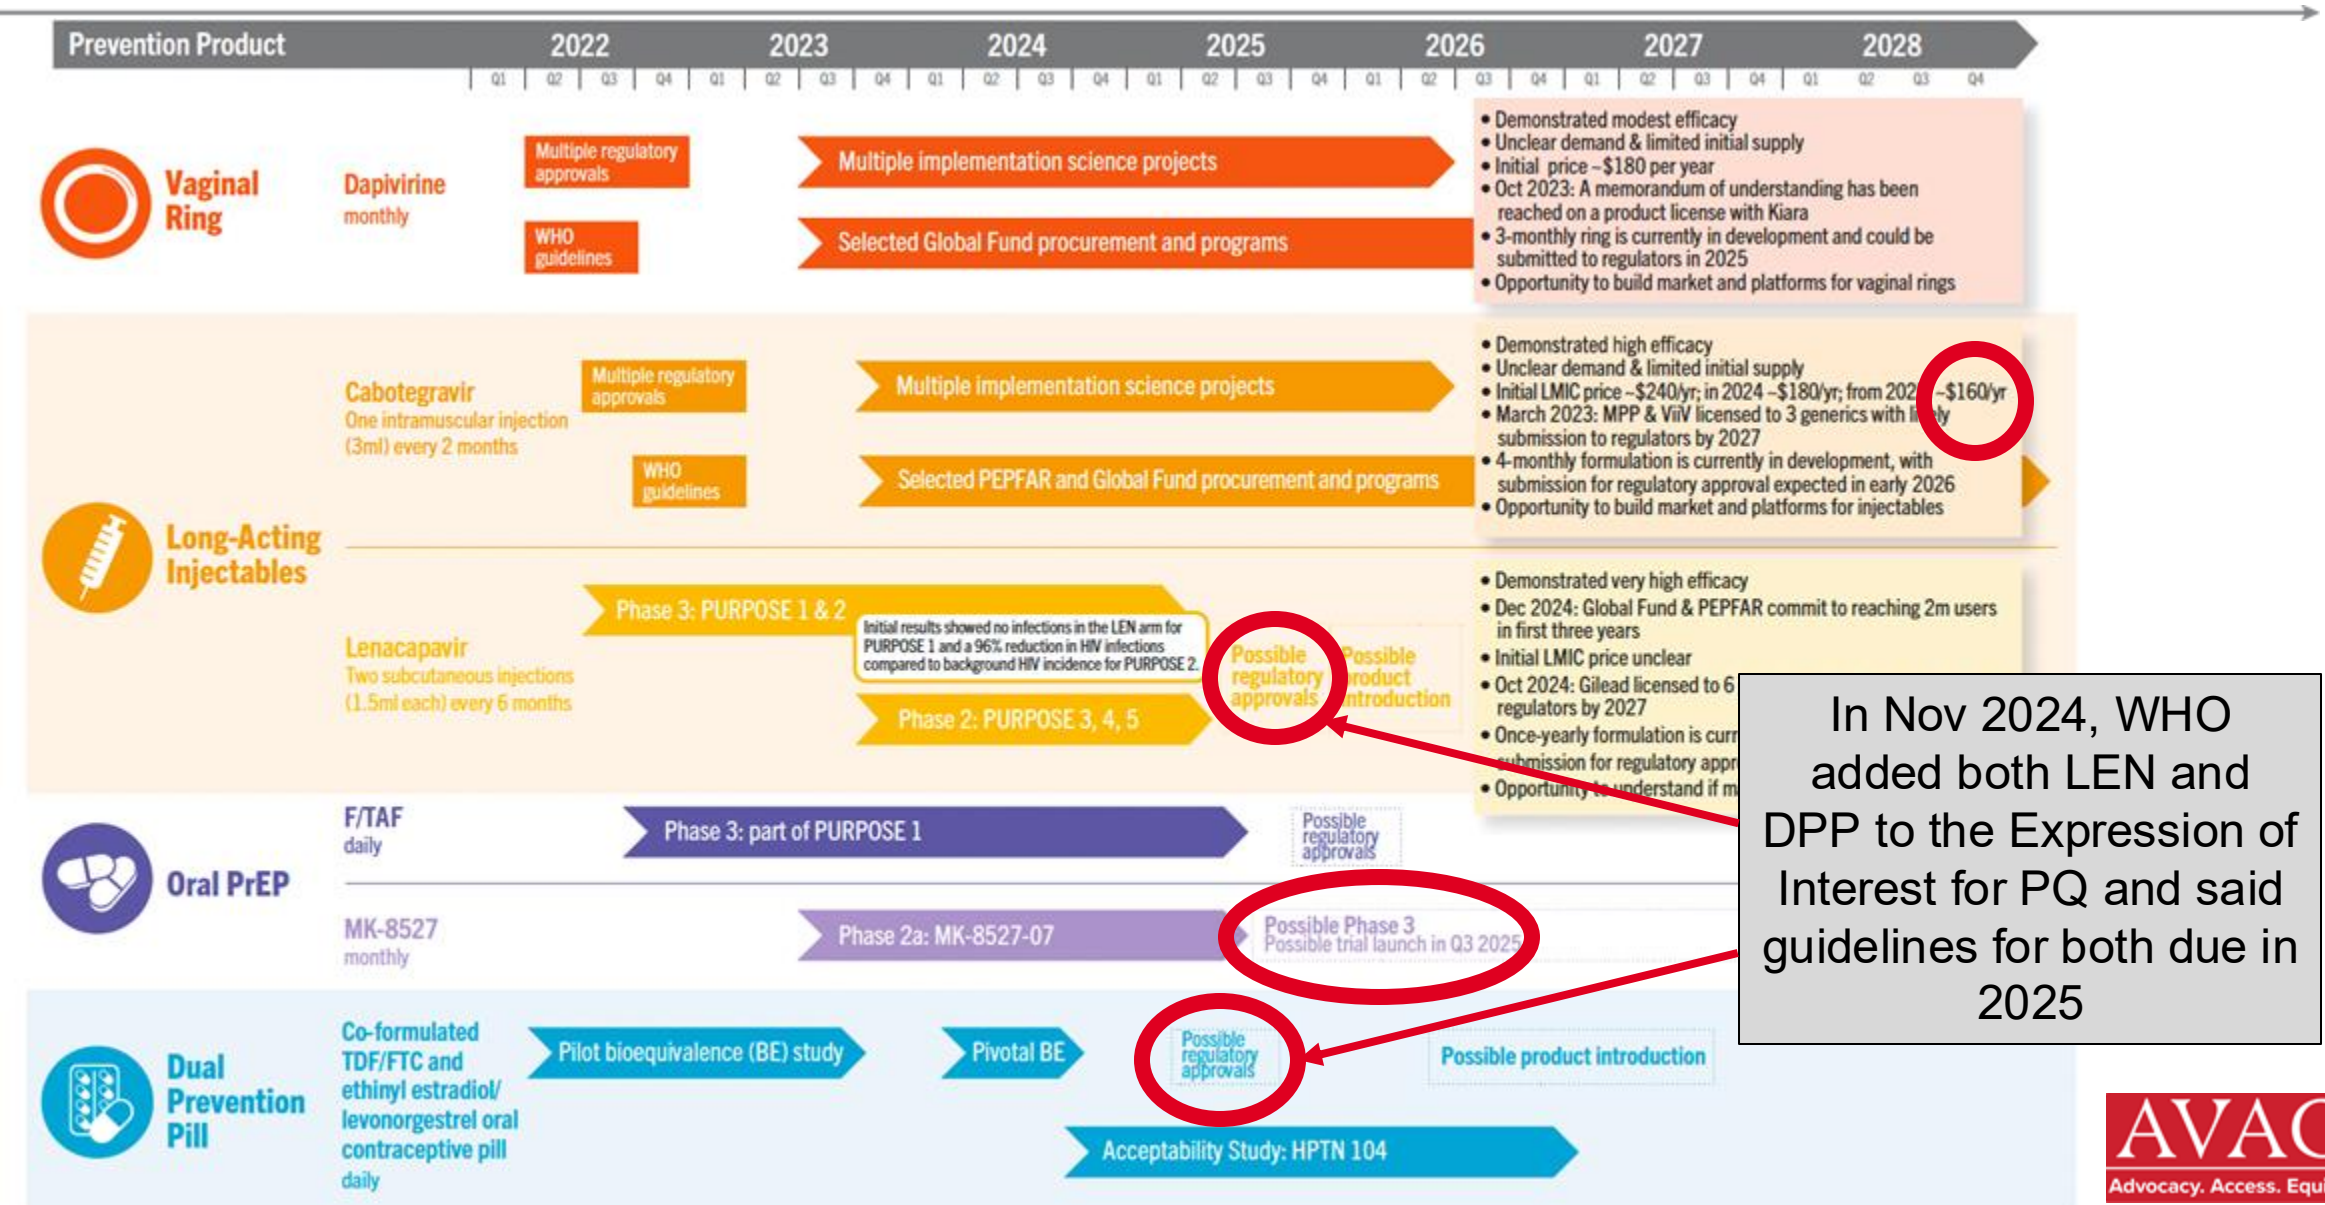 Prevention Product 2022 2023 2024 2025 2026 2027 2028
Q1 Q2 Q3 Q4 Q1 Q2 Q3 Q4 Q1 Q2 Q3 Q4 Q1 Q2 Q3 Q4 Q1 Q2 Q3 Q4 Q1 Q2 Q3 Q4 Q1 Q2 Q3 Q4
Vaginal
Ring
Dapivirine
monthly
Multiple regulatory
approvals
WHO
guidelines
Multiple implementation science projects
Selected Global Fund procurement and programs
• Demonstrated modest efficacy
• Unclear demand & limited initial supply
• Initial price ~$180 per year
• Oct 2023: A memorandum of understanding has been
reached on a product license with Kiara
• 3-monthly ring is currently in development and could be
submitted to regulators in 2025
• Opportunity to build market and platforms for vaginal rings
Long-Acting
Injectables
Cabotegravir
One intramuscular injection
(3ml) every 2 months
Multiple regulatory
approvals
WHO
guidelines
Multiple implementation science projects
Selected PEPFAR and Global Fund procurement and programs
• Demonstrated high efficacy
• Unclear demand & limited initial supply
• Initial LMIC price ~$240/yr; in 2024 ~$180/yr; from ~$160/yr
• March 2023: MPP & ViiV licensed to 3 generics with likely
submission to regulators by 2027
• 4-monthly formulation is currently in development, with
submission for regulatory approval expected in early 2026
• Opportunity to build market and platforms for injectables
Lenacapavir
Two subcutaneous injections
(1.5ml each) every 6 months
Phase 3: PURPOSE 1 & 2
Initial results showed no infections in the LEN arm for
PURPOSE 1 and a 96% reduction in HIV infections
compared to background HIV incidence for PURPOSE 2.
Phase 2: PURPOSE 3, 4, 5
Possible
regulatory
approvals
Possible
product
introduction
• Demonstrated very high efficacy
• Dec 2024: Global Fund & PEPFAR commit to reaching 2m users
in first three years
• Initial LMIC price unclear
• Oct 2024: Gilead licensed to 6
regulators by 2027
• Once-yearly formulation is
submission for regulatory
• Opportunity to understand if
Oral PrEP
F/TAF
daily
Phase 3: part of PURPOSE 1
Possible
regulatory
approvals
MK-8527
monthly
Phase 2a: MK-8527-07
Possible Phase 3
Possible trial launch in Q3 2025
In Nov 2024, WHO
added both LEN and
DPP to the Expression of
Interest for PQ and said
guidelines for both due in
2025
Dual
Prevention
Pill
Co-formulated
TDF/FTC and
ethinyl estradiol/
levonorgestrel oral
contraceptive pill
daily
Pilot bioequivalence (BE) study
Pivotal BE
Possible
regulatory
approvals
Possible product introduction
Acceptability Study: HPTN 104
AVAC
Advocacy. Access.